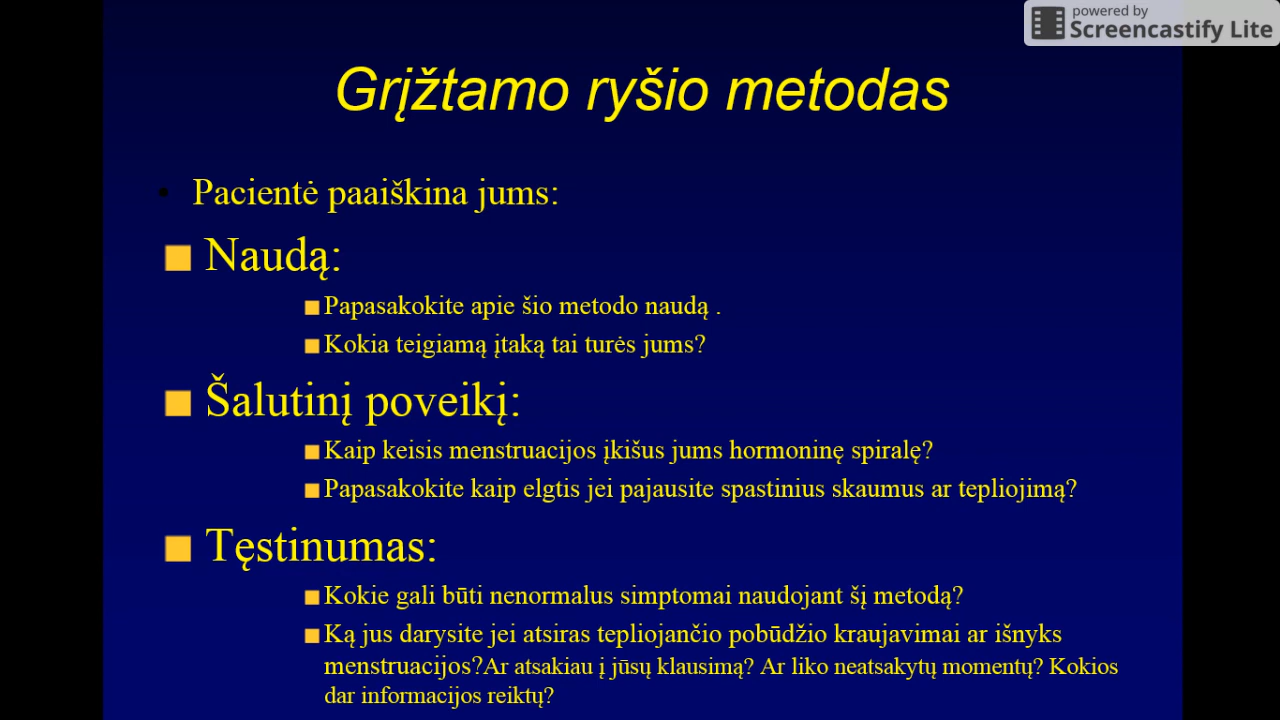 powered by
Screencastify Lite
Grįžtamo ryšio metodas
• Pacientė paaiškina jums:
Naudą:
Papasakokite apie šio metodo naudą .
Kokia teigiamą įtaką tai turės jums?
Šalutinį poveikį:
Kaip keisis menstruacijos įkišus jums hormoninę spiralę?
Papasakokite kaip elgtis jei pajausite spastinius skaumus ar tepliojimą?
Tęstinumas:
Kokie gali būti nenormalus simptomai naudojant šį metodą?
Ką jus darysite jei atsiras tepliojančio pobūdžio kraujavimai ar išnyks
menstruacijos?Ar atsakiau į jūsų klausimą? Ar liko neatsakytų momentų? Kokios
dar informacijos reiktų?